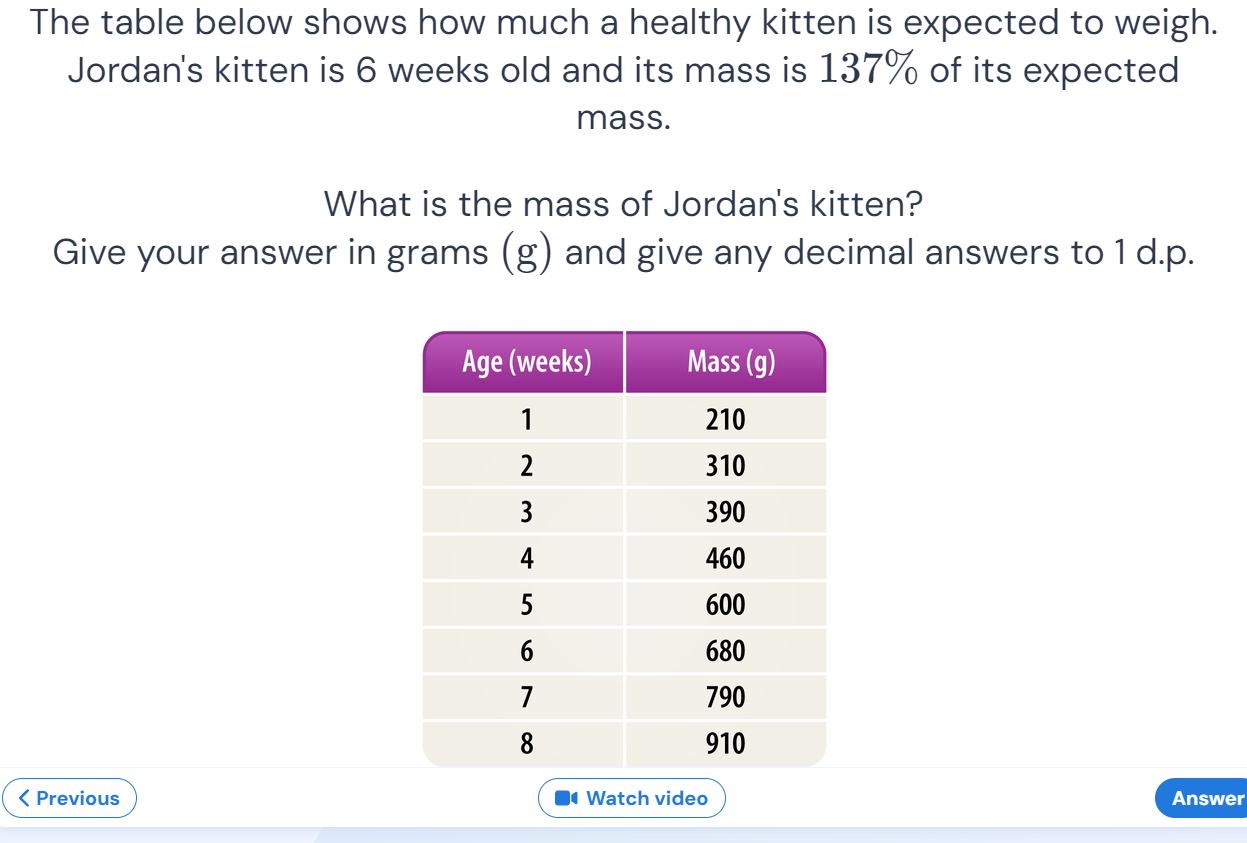 The table below shows how much a healthy kitten is expected to weigh.
Jordan's kitten is 6 weeks old and its mass is 137% of its expected
mass.
What is the mass of Jordan's kitten?
Give your answer in grams (g) and give any decimal answers to 1 d.p.
Age (weeks) Mass (g)
1 210
2 310
3 390
4 460
5 600
6 680
7 790
8 910
Previous Watch video Answer